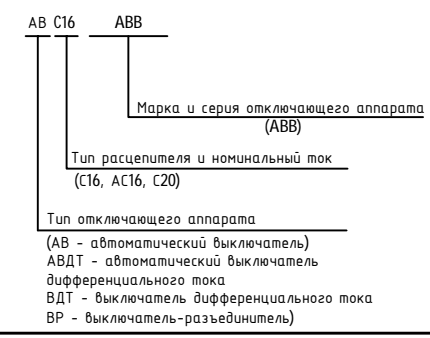 АВ С16 АВВ
Марка и серия отключающего аппарата
(АВВ)
Тип расцепителя и номинальный ток
(С16, АС16, С20)
Тип отключающего аппарата
(АВ - автоматический выключатель)
АВДТ - автоматический выключатель
дифференциального тока
ВДТ - выключатель дифференциального тока
ВР - выключатель-разъединитель)